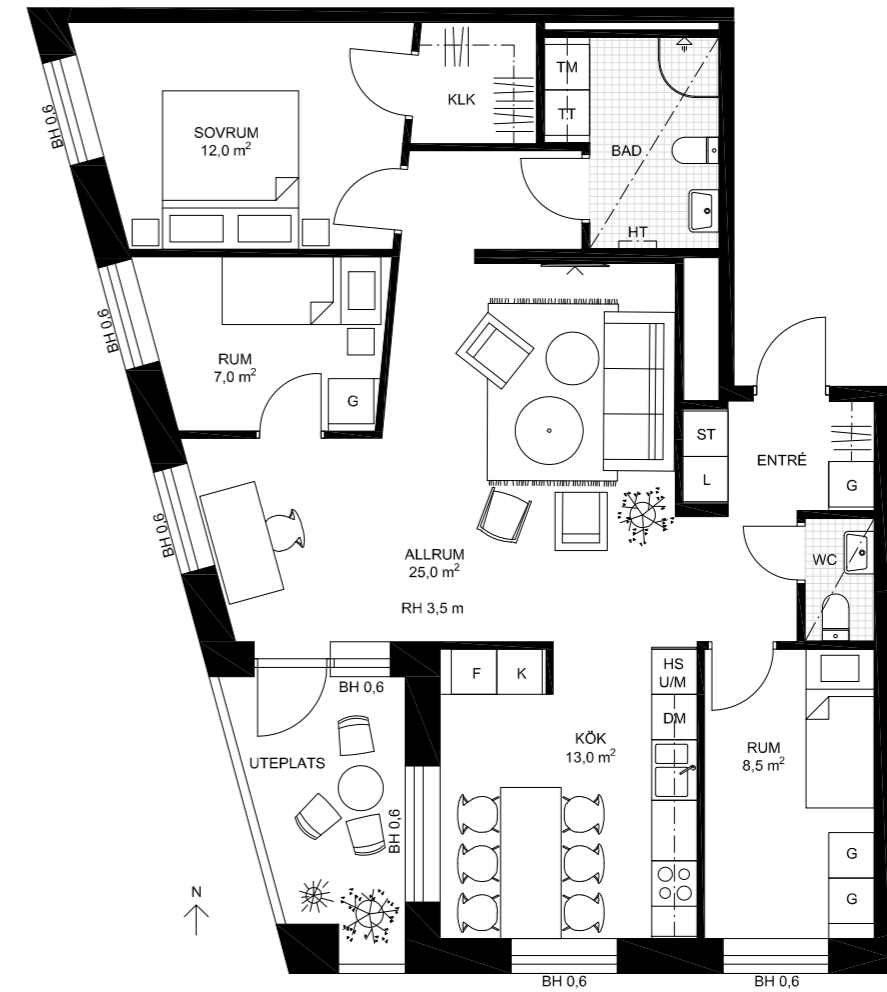 TM
KLK
TT
BH 0,6
SOVRUM
12,0 m²
BAD
HT
BH 0,6
RUM
7,0 m²
G
ST
ENTRÉ
L
G
BH 0,6
ALLRUM
25,0 m²
WC
RH 3,5 m
F
K
HS
U/M
BH 0,6
DM
KÖK
13,0 m²
RUM
8,5 m²
UTEPLATS
BH 0,6
G
G
N
BH 0,6
BH 0,6